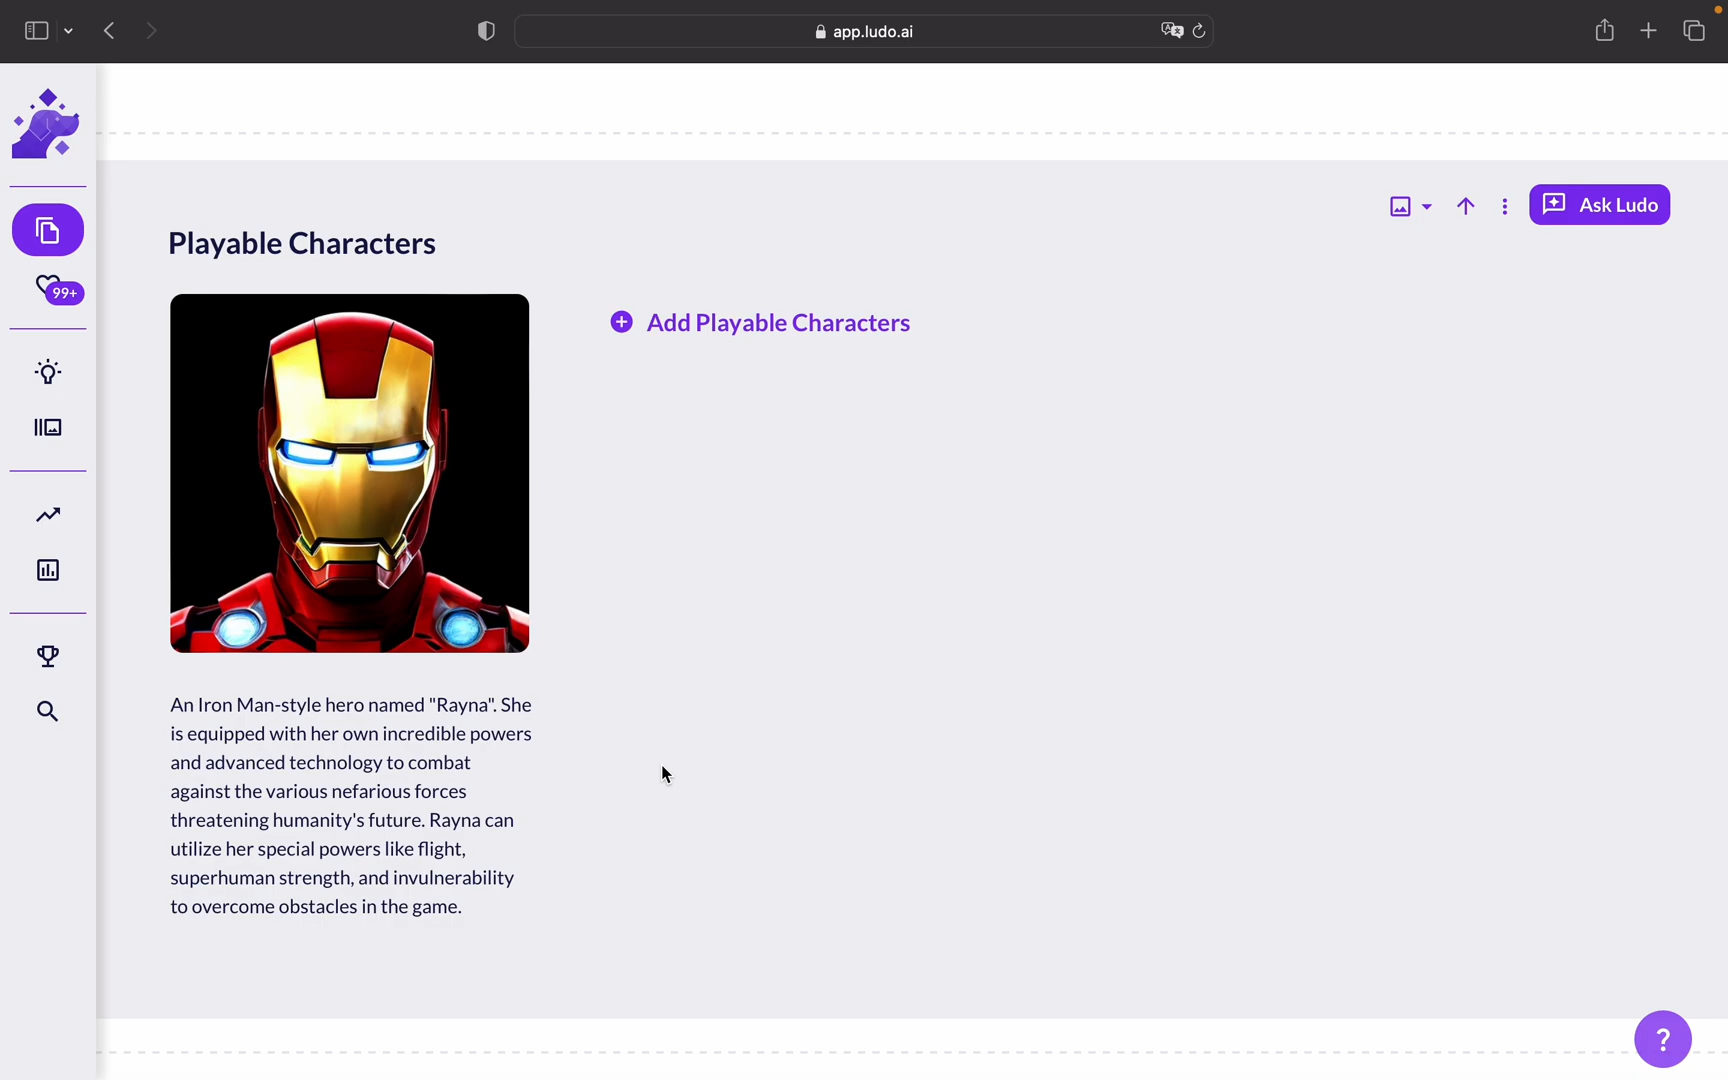 app.ludo.ai
Ask Ludo
Playable Characters
99+
Add Playable Characters
An Iron Man-style hero named "Rayna". She
is equipped with her own incredible powers
and advanced technology to combat
against the various nefarious forces
threatening humanity's future. Rayna can
utilize her special powers like flight,
superhuman strength, and invulnerability
to overcome obstacles in the game.
?